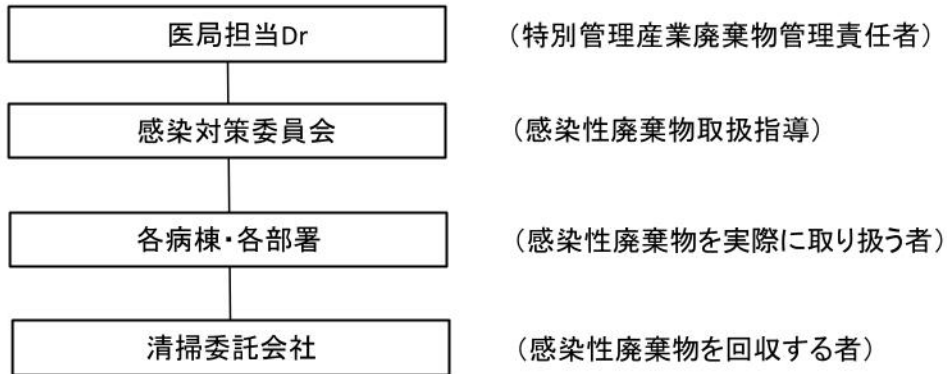 医局担当Dr (特別管理産業廃棄物管理責任者)
感染対策委員会 (感染性廃棄物取扱指導)
各病棟・各部署 (感染性廃棄物を実際に取り扱う者)
清掃委託会社 (感染性廃棄物を回収する者)